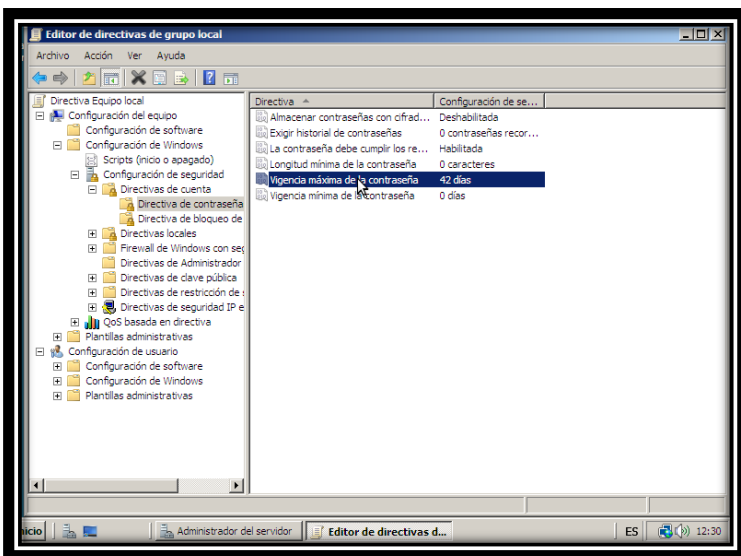 Editor de directivas de grupo local
Archivo Acción Ver Ayuda
Directiva Equipo local
Configuración del equipo
Configuración de software
Configuración de Windows
Scripts (inicio o apagado)
Configuración de seguridad
Directivas de cuenta
Directiva de contraseña
Directiva de bloqueo de
Directivas locales
Firewall de Windows con seg
Directivas de Administrador
Directivas de clave pública
Directivas de restricción de
Directivas de seguridad IP e
QoS basada en directiva
Plantillas administrativas
Configuración de usuario
Configuración de software
Configuración de Windows
Plantillas administrativas
Directiva Configuración de se...
Almacenar contraseñas con cifrad... Deshabilitada
Exigir historial de contraseñas 0 contraseñas recor...
La contraseña debe cumplir los re... Habilitada
Longitud mínima de la contraseña 0 caracteres
Vigencia máxima de la contraseña 42 días
Vigencia mínima de la contraseña 0 días
nicio Administrador del servidor Editor de directivas d... ES 12:30